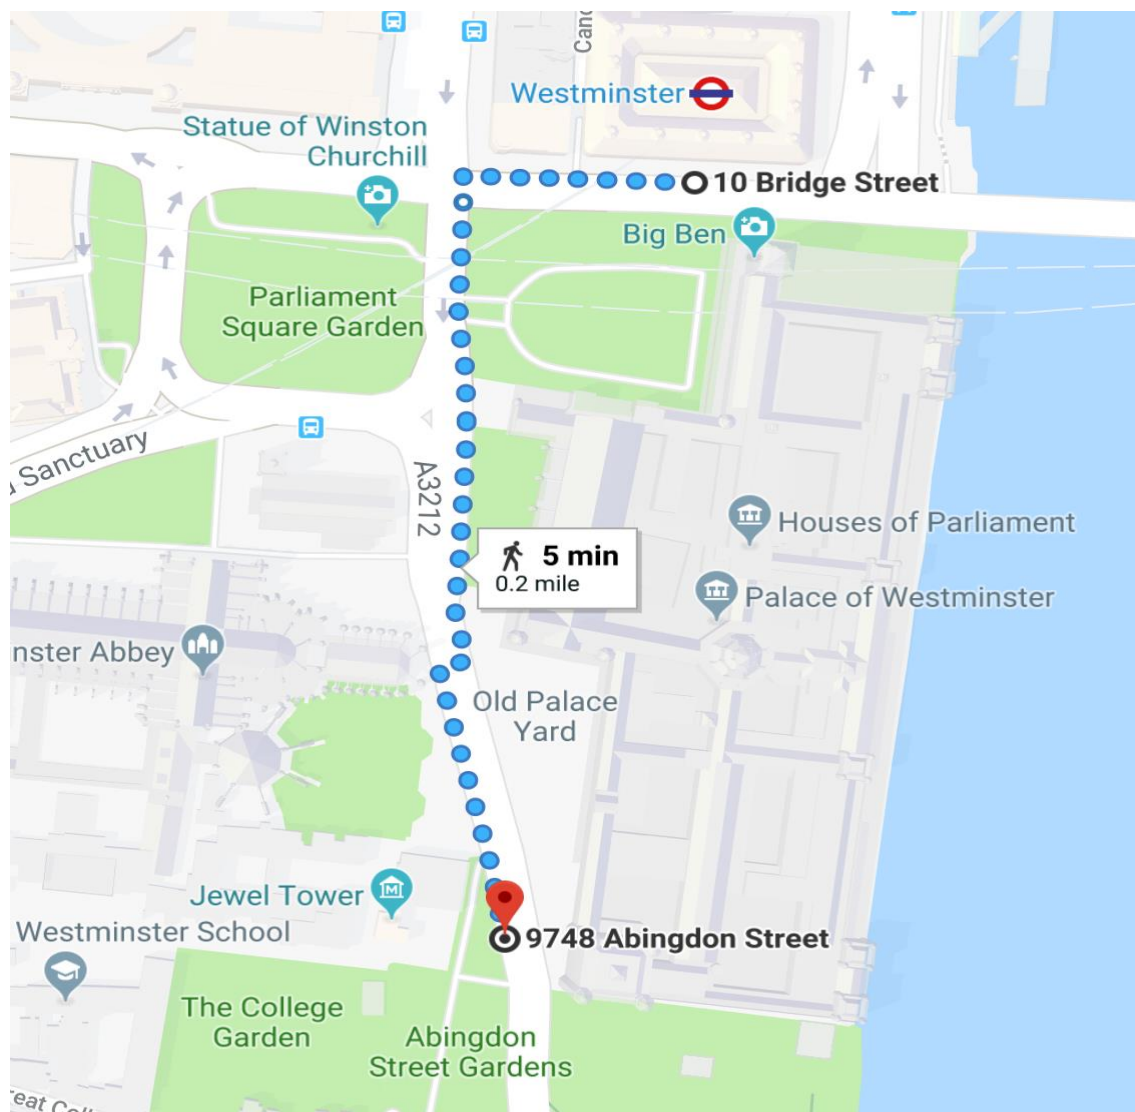 Westminster
Statue of Winston
Churchill
10 Bridge Street
Big Ben
Parliament
Square Garden
Sanctuary
A3212
Houses of Parliament
5 min
0.2 mile
Palace of Westminster
nster Abbey
Old Palace
Yard
Jewel Tower
Westminster School
9748 Abingdon Street
The College
Garden
Abingdon
Street Gardens